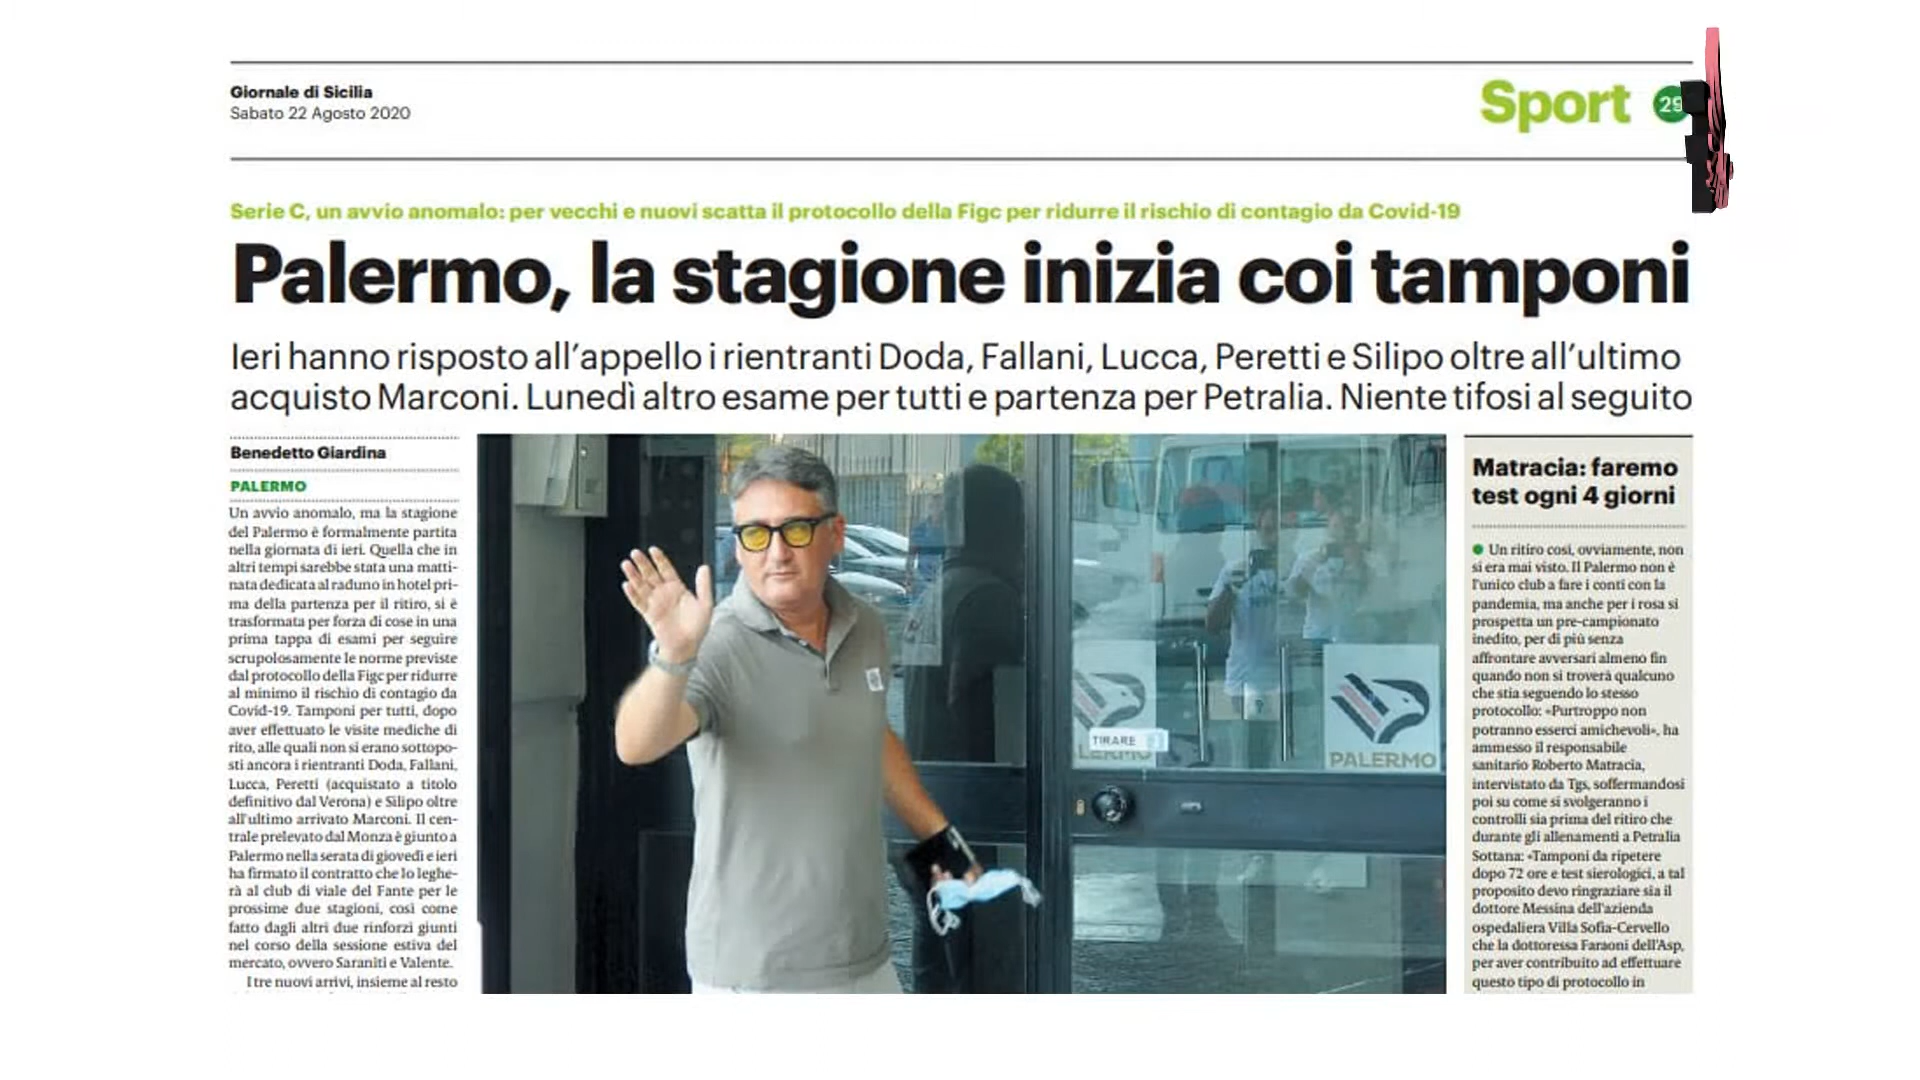 Giornale di Sicilia
Sabato 22 Agosto 2020
Sport 29
Serie C, un avvio anomalo: per vecchi e nuovi scatta il protocollo della Figc per ridurre il rischio di contagio da Covid-19
Palermo, la stagione inizia coi tamponi
Ieri hanno risposto all'appello i rientranti Doda, Fallani, Lucca, Peretti e Silipo oltre all'ultimo
acquisto Marconi. Lunedì altro esame per tutti e partenza per Petralia. Niente tifosi al seguito
Benedetto Giardina
PALERMO
Un avvio anomalo, ma la stagione
del Palermo è formalmente partita
nella giornata di ieri. Quella che in
altri tempi sarebbe stata una matti-
nata dedicata al raduno in hotel pri-
ma della partenza per il ritiro, si è
trasformata per forza di cose in una
prima tappa di esami per seguire
scrupolosamente le norme previste
dal protocollo della Figc per ridurre
al minimo il rischio di contagio da
Covid-19. Tamponi per tutti, dopo
aver effettuato le visite mediche di
rito, alle quali non si erano sottopo-
sti ancora i rientranti Doda, Fallani,
Lucca, Peretti (acquistato a titolo
definitivo dal Verona) e Silipo oltre
all'ultimo arrivato Marconi. Il cen-
trale prelevato dal Monza è giunto a
Palermo nella serata di giovedì e ieri
ha firmato il contratto che lo leghe-
rà al club di viale del Fante per le
prossime due stagioni, così come
fatto dagli altri due rinforzi giunti
nel corso della sessione estiva del
mercato, ovvero Saraniti e Valente.
I tre nuovi arrivi, insieme al resto
TIRARE
PALERMO
Matracia: faremo
test ogni 4 giorni
● Un ritiro così, ovviamente, non
si era mai visto. Il Palermo non è
l'unico club a fare i conti con la
pandemia, ma anche per i rosa si
prospetta un pre-campionato
inedito, per di più senza
affrontare avversari almeno fin
quando non si troverà qualcuno
che stia seguendo lo stesso
protocollo: «Purtroppo non
potranno esserci amichevoli», ha
ammesso il responsabile
sanitario Roberto Matracia,
intervistato da Tgs, soffermandosi
poi su come si svolgeranno i
controlli sia prima del ritiro che
durante gli allenamenti a Petralia
Sottana: «Tamponi da ripetere
dopo 72 ore e test sierologici, a tal
proposito devo ringraziare sia il
dottore Messina dell'azienda
ospedaliera Villa Sofia-Cervello
che la dottoressa Faraoni dell'Asp,
per aver contribuito ad effettuare
questo tipo di protocollo in